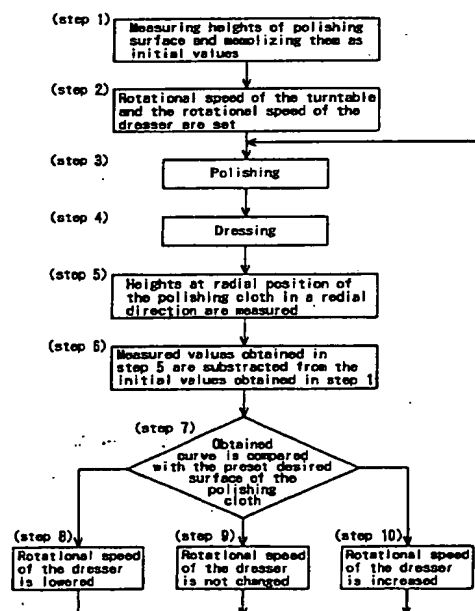 (step 1)
Measuring heights of polishing
surface and memolizing them as
initial values
(step 2)
Rotational speed of the turntable
and the rotational speed of the
dresser are set
(step 3)
Polishing
(step 4)
Dressing
(step 5)
Heights at radial position of
the polishing cloth in a redial
direction are measured
(step 6)
Measured values obtained in
step 5 are substracted from the
initial values obtained in step 1
(step 7)
Obtained
curve is compared
with the preset desired
surface of the
polishing
cloth
(step 8)
Rotational speed
of the dresser
is lowered
(step 9)
Rotational speed
of the dresser
is not changed
(step 10)
Rotational speed
of the dresser
is increased